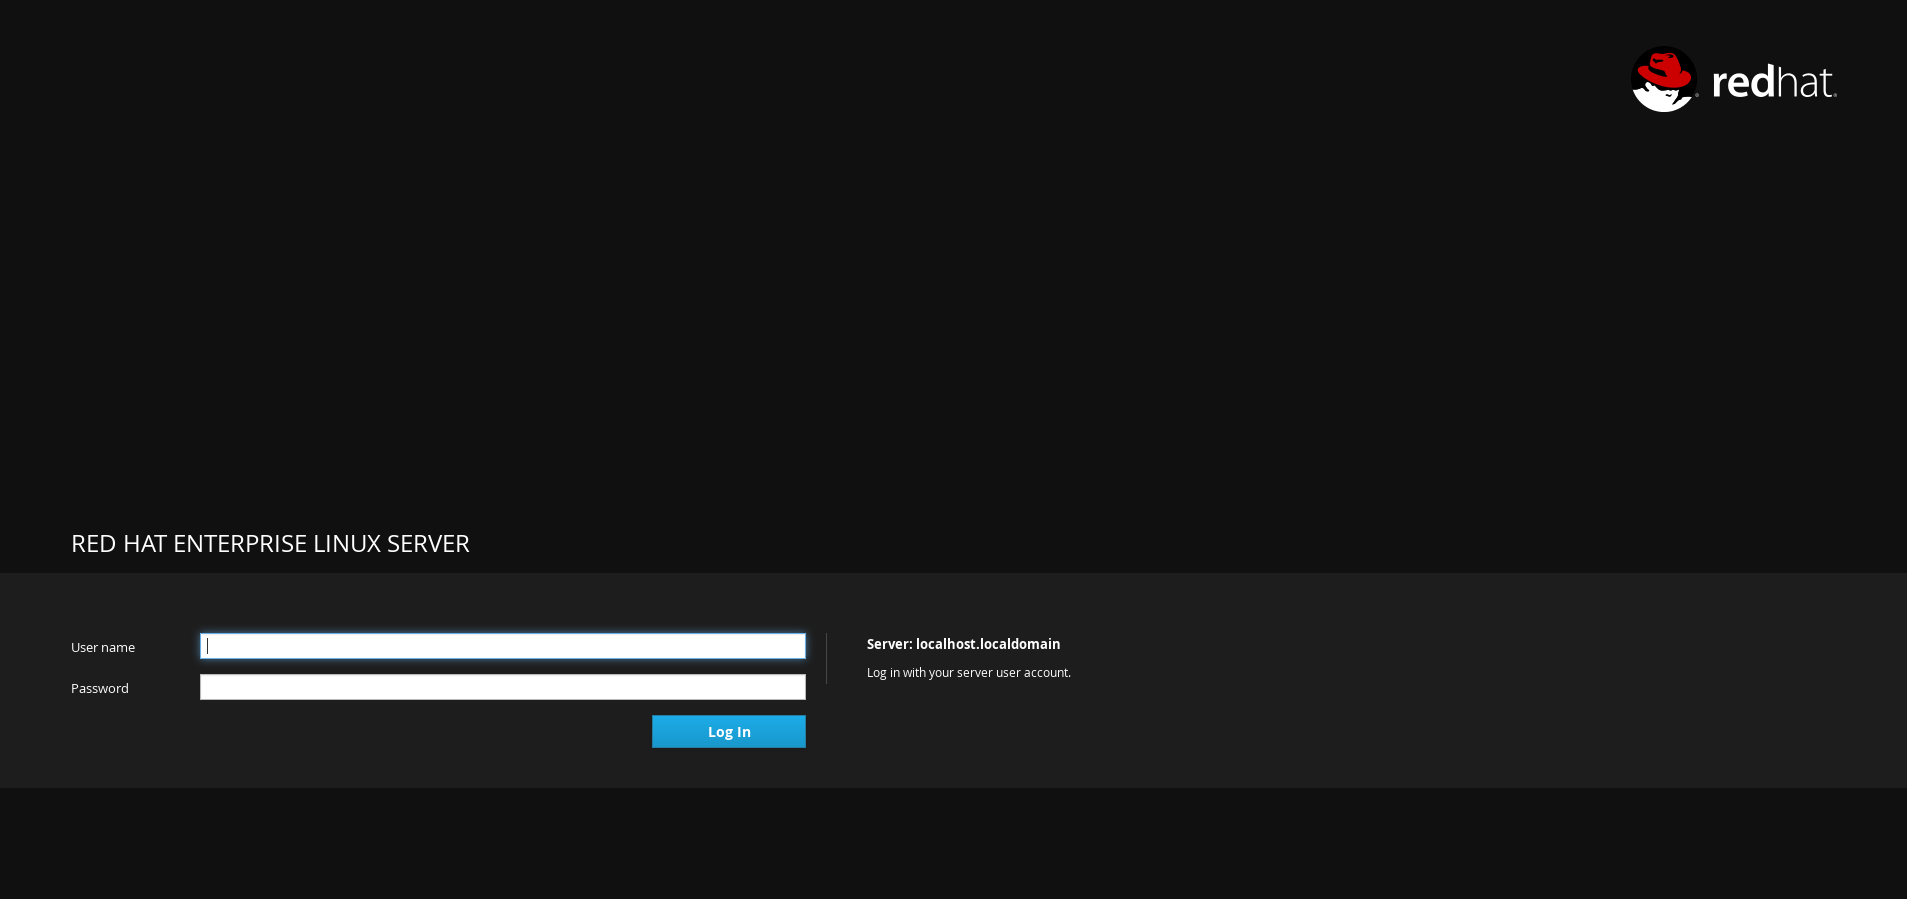 redhat
RED HAT ENTERPRISE LINUX SERVER
User name
Password
Log In
Server: localhost.localdomain
Log in with your server user account.